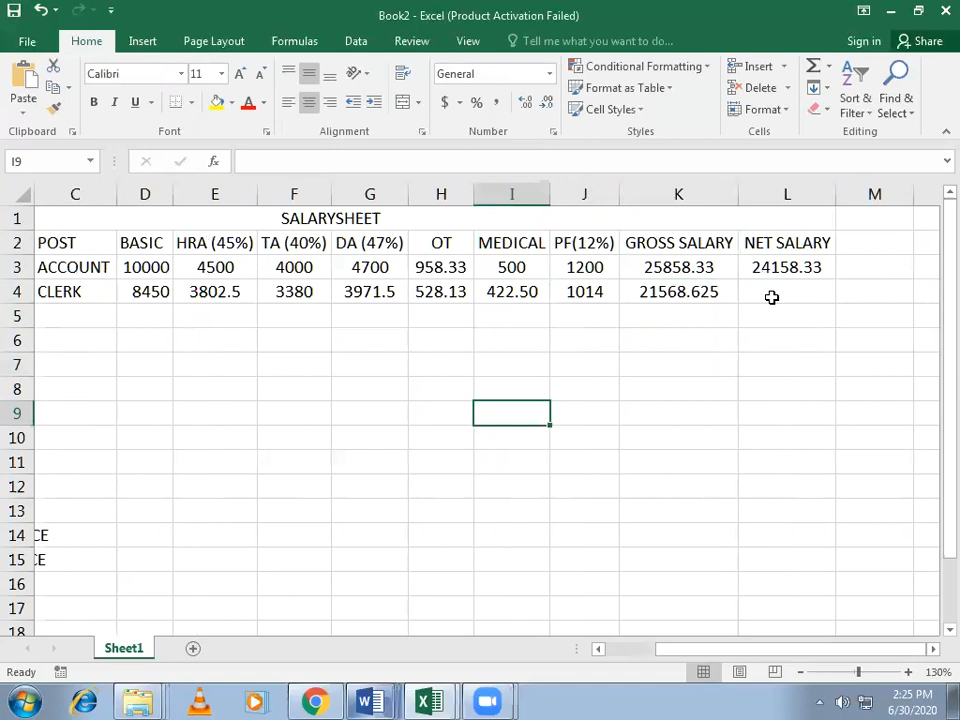 Book2 - Excel (Product Activation Failed)
File Home Insert Page Layout Formulas Data Review View Tell me what you want to do... Sign in Share
Paste Calibri 11 General Conditional Formatting Insert
B I U A $ % Format as Table Delete Sort & Find &
Cell Styles Format Filter Select
Clipboard Font Alignment Number Styles Cells Editing
I9 fx
C D E F G H I J K L M
1 SALARYSHEET
2 POST BASIC HRA (45%) TA (40%) DA (47%) OT MEDICAL PF(12%) GROSS SALARY NET SALARY
3 ACCOUNT 10000 4500 4000 4700 958.33 500 1200 25858.33 24158.33
4 CLERK 8450 3802.5 3380 3971.5 528.13 422.50 1014 21568.625
5
6
7
8
9
10
11
12
13
14 CE
15 CE
16
17
18
Sheet1
Ready 130%
2:25 PM
6/30/2020